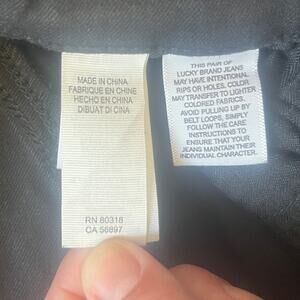 MADE IN CHINA
FABRIQUE EN CHINE
HECHO EN CHINA
DIBUAT DI CINA
RN 80318
CA 56897
THIS PAIR OF
LUCKY BRAND JEANS
MAY HAVE INTENTIONAL
RIPS OR HOLES. COLOR
MAY TRANSFER TO LIGHTER
COLORED FABRICS.
AVOID PULLING UP BY
BELT LOOPS, SIMPLY
FOLLOW THE CARE
INSTRUCTIONS TO
ENSURE THAT YOUR
JEANS MAINTAIN THEIR
INDIVIDUAL CHARACTER.